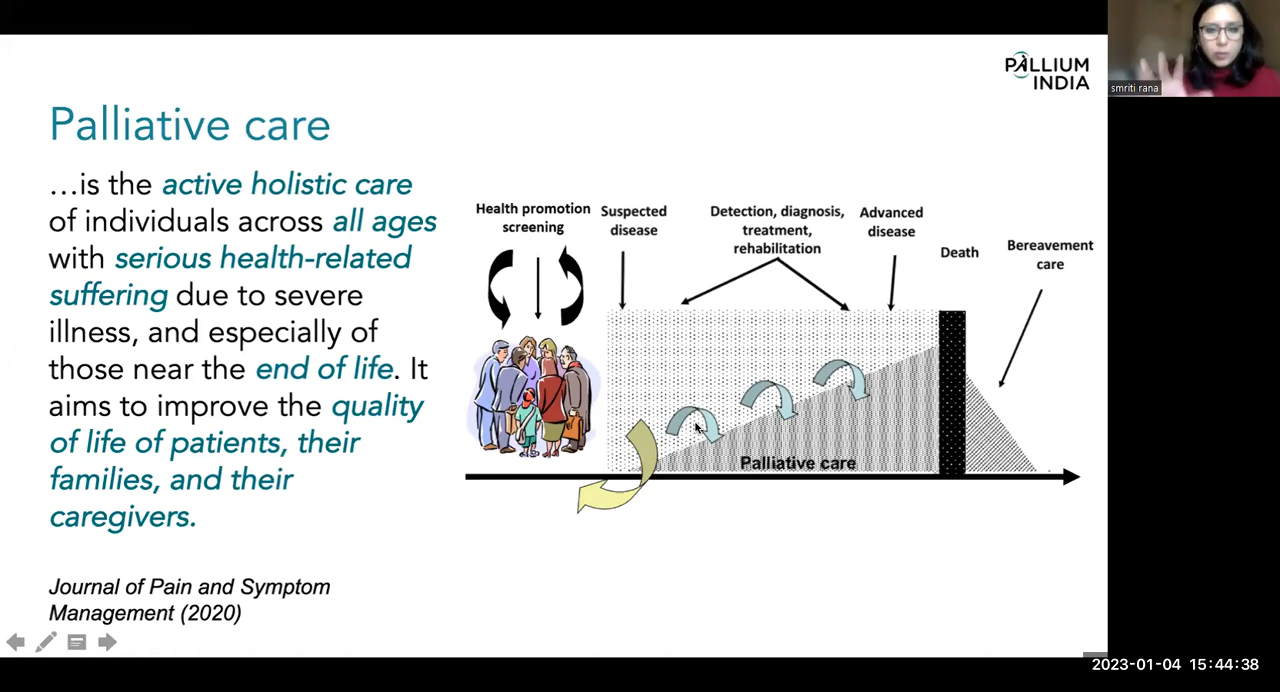 PALLIUM
INDIA
smriti rana
Palliative care
…is the active holistic care
of individuals across all ages
with serious health-related
suffering due to severe
illness, and especially of
those near the end of life. It
aims to improve the quality
of life of patients, their
families, and their
caregivers.
Journal of Pain and Symptom
Management (2020)
Health promotion
screening
Suspected
disease
Detection, diagnosis,
treatment,
rehabilitation
Advanced
disease
Death
Bereavement
care
Palliative care
2023-01-04 15:44:38